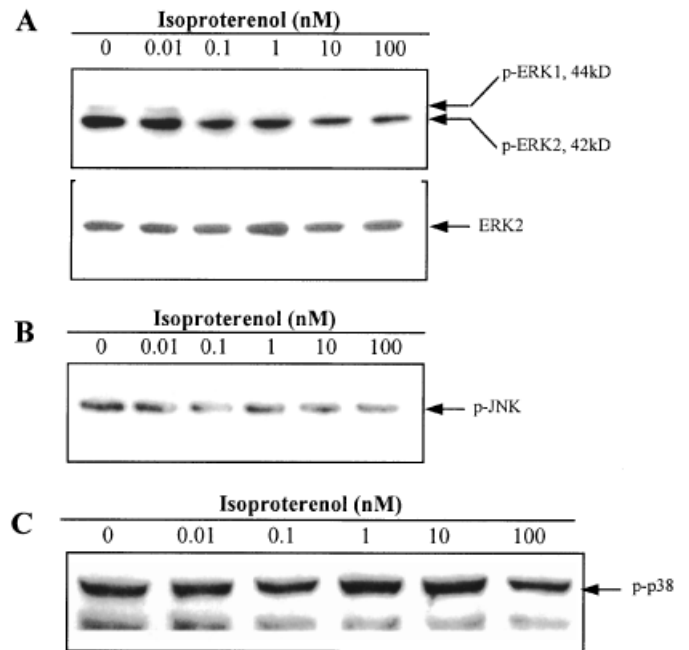 A
Isoproterenol (nM)
0 0.01 0.1 1 10 100
p-ERK1, 44kD
p-ERK2, 42kD
ERK2
B
Isoproterenol (nM)
0 0.01 0.1 1 10 100
p-JNK
C
Isoproterenol (nM)
0 0.01 0.1 1 10 100
p-p38